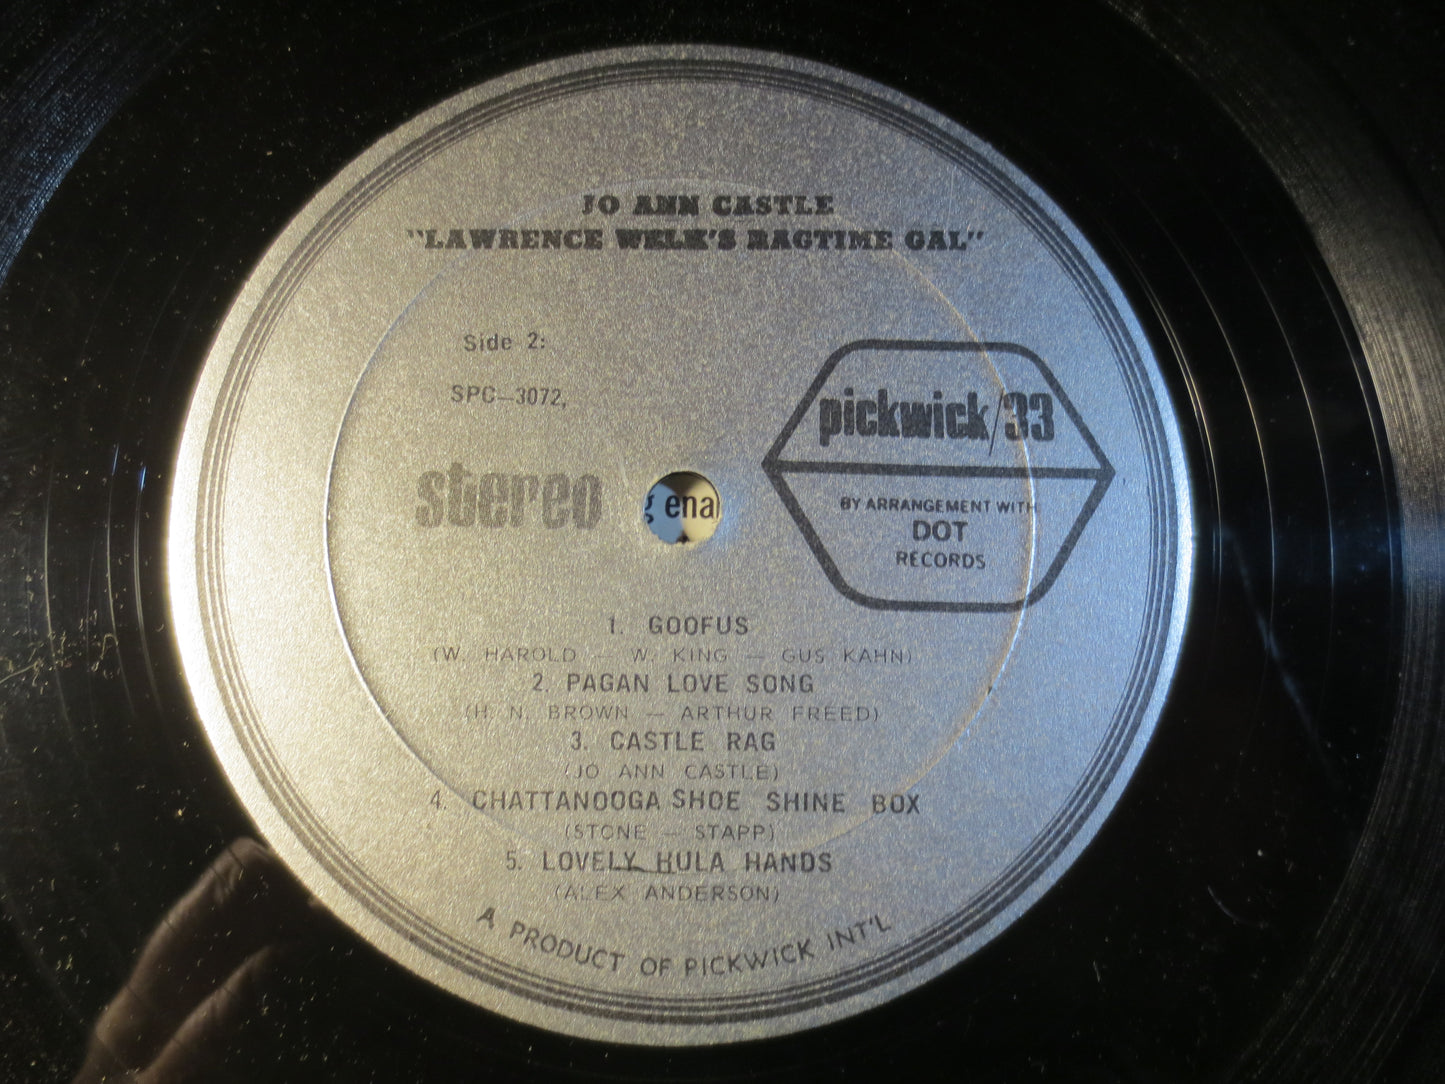 JO ANN CASTLE
"LAWRENCE WELK'S RAGTIME GAL"
Side 2:
SPC-3072,
stereo
pickwick/33
BY ARRANGEMENT WITH
DOT
RECORDS
ena
1. GOOFUS
(W. HAROLD — W. KING — GUS KAHN)
2. PAGAN LOVE SONG
(H. N. BROWN — ARTHUR FREED)
3. CASTLE RAG
(JO ANN CASTLE)
4. CHATTANOOGA SHOE SHINE BOX
(STONE — STAPP)
5. LOVELY HULA HANDS
(ALEX ANDERSON)
A PRODUCT OF PICKWICK INT'L